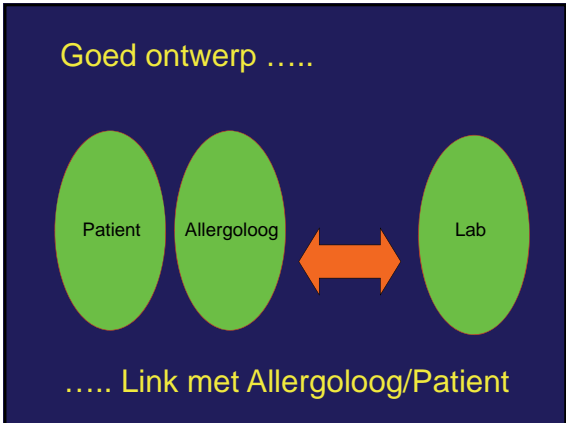 Goed ontwerp …..
Patient Allergoloog Lab
….. Link met Allergoloog/Patient